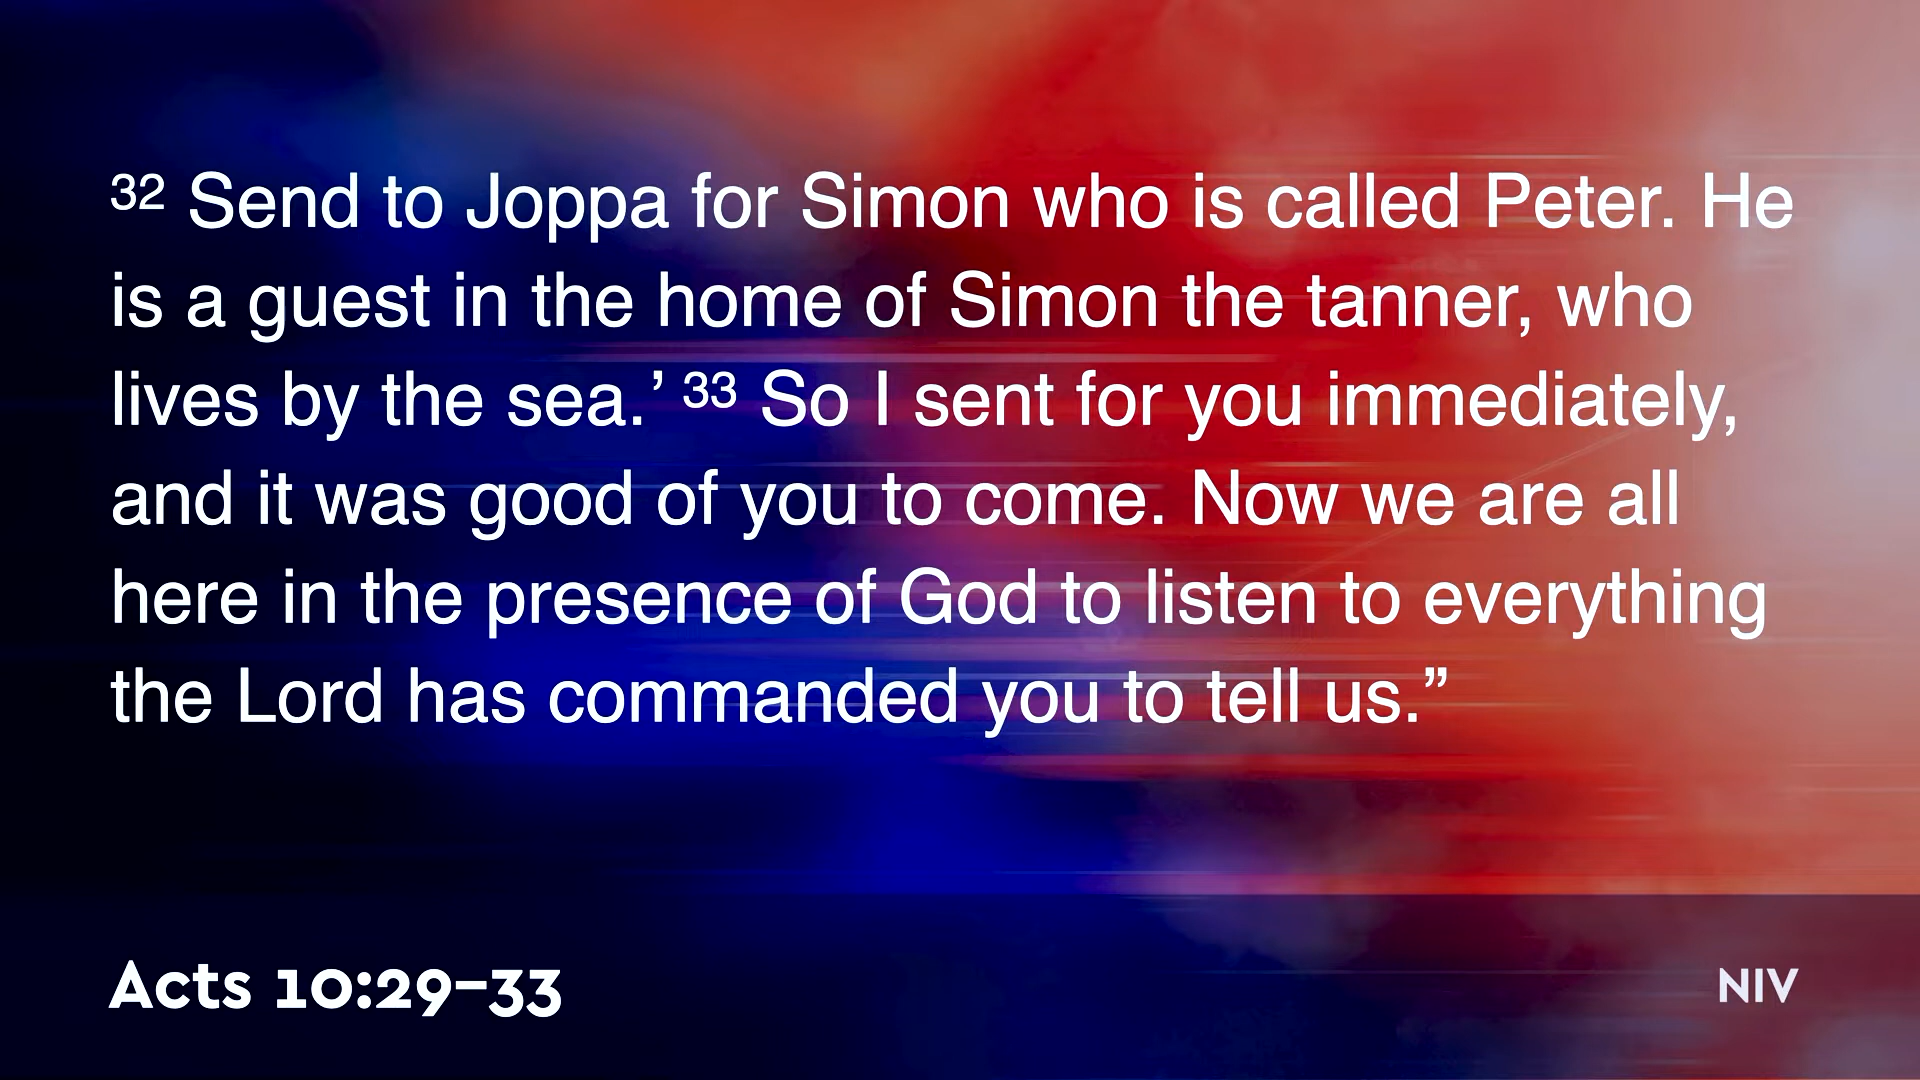 32 Send to Joppa for Simon who is called Peter. He
is a guest in the home of Simon the tanner, who
lives by the sea.’ 33 So I sent for you immediately,
and it was good of you to come. Now we are all
here in the presence of God to listen to everything
the Lord has commanded you to tell us.”
Acts 10:29–33
NIV